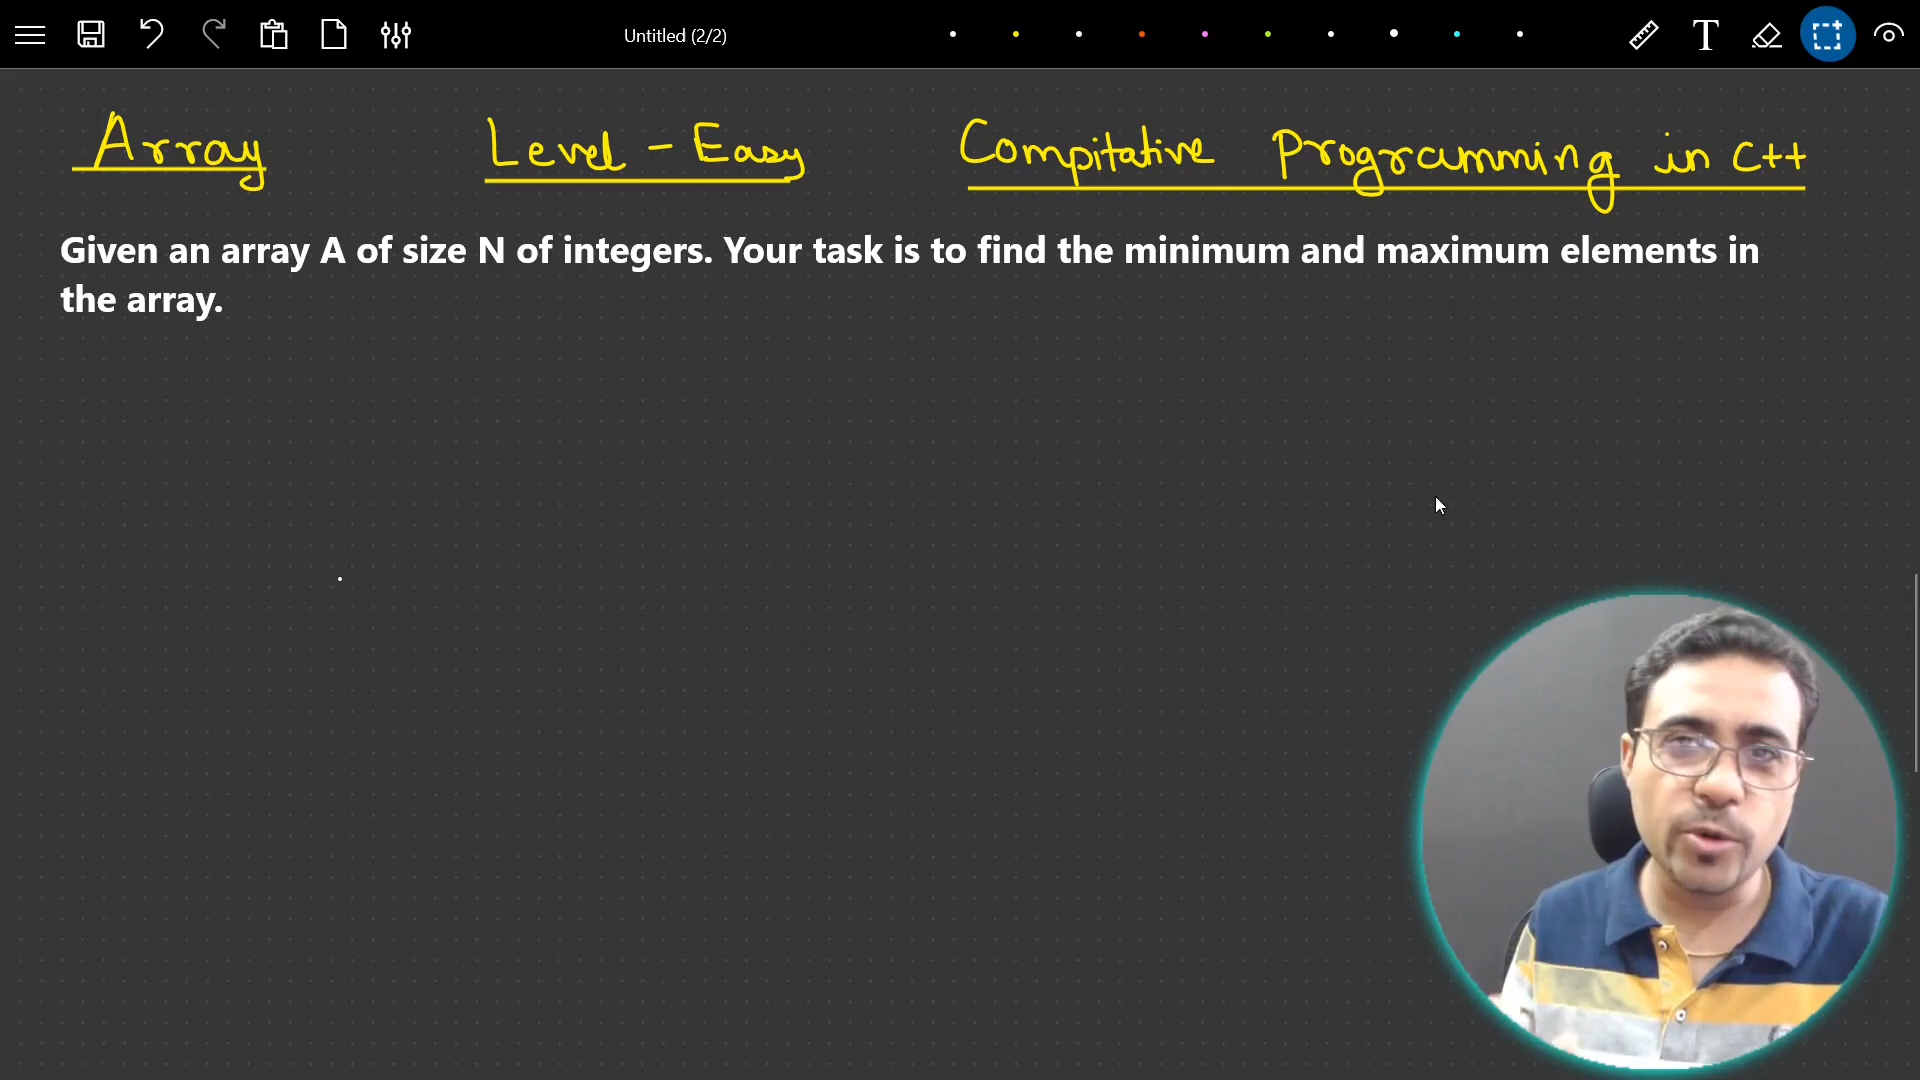 Untitled (2/2)
T
Array Level - Easy Compitative Programming in C++
Given an array A of size N of integers. Your task is to find the minimum and maximum elements in
the array.